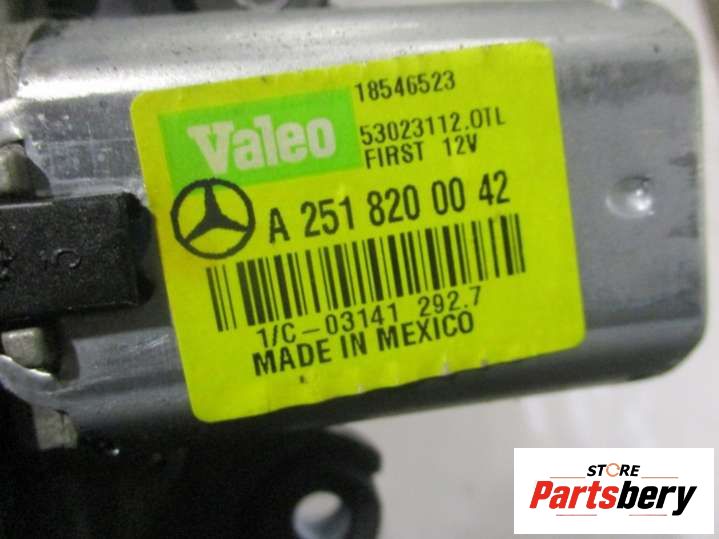 18546523
Valeo
53023112.OTL
FIRST 12V
A 251 820 00 42
1/C-03141 292.7
MADE IN MEXICO
STORE
Partsbery